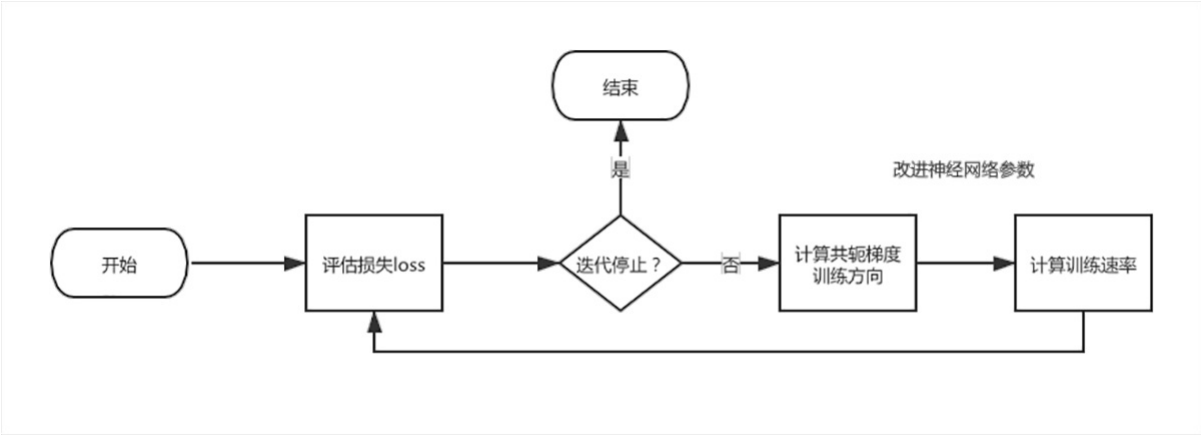 结束
是
改进神经网络参数
开始
评估损失loss
迭代停止？
否
计算共轭梯度
训练方向
计算训练速率